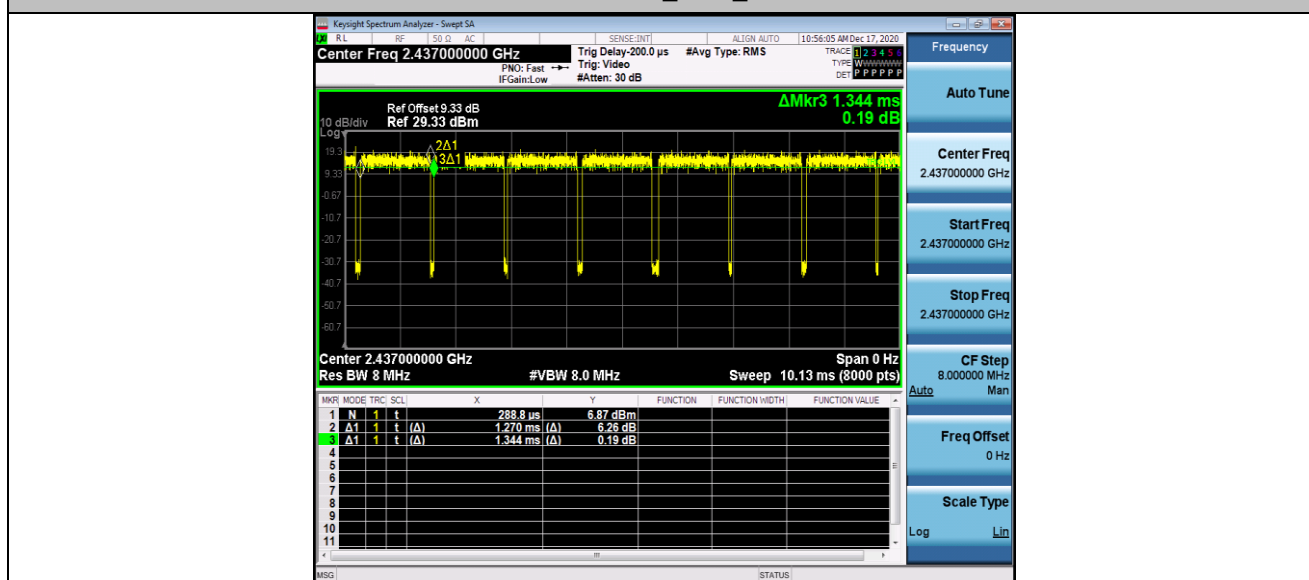 Keysight Spectrum Analyzer - Swept SA
RL RF 50 Ω AC SENSE:INT ALIGN AUTO 10:56:05 AM Dec 17, 2020
Center Freq 2.437000000 GHz
PNO: Fast
IFGain:Low
Trig Delay-200.0 µs
Trig: Video
#Atten: 30 dB
#Avg Type: RMS
TRACE 1 2 3 4 5 6
TYPE WWWWWW
DET P P P P P P
Ref Offset 9.33 dB
10 dB/div Ref 29.33 dBm
Log
ΔMkr3 1.344 ms
0.19 dB
19.3
9.33
-0.67
-10.7
-20.7
-30.7
-40.7
-50.7
-60.7
2Δ1
3Δ1
Center 2.437000000 GHz Span 0 Hz
Res BW 8 MHz #VBW 8.0 MHz Sweep 10.13 ms (8000 pts)
MKR MODE TRC SCL X Y FUNCTION FUNCTION WIDTH FUNCTION VALUE
1 N 1 t 288.8 µs 6.87 dBm
2 Δ1 1 t (Δ) 1.270 ms (Δ) 6.26 dB
3 Δ1 1 t (Δ) 1.344 ms (Δ) 0.19 dB
4
5
6
7
8
9
10
11
MSG STATUS
Frequency
Auto Tune
Center Freq
2.437000000 GHz
Start Freq
2.437000000 GHz
Stop Freq
2.437000000 GHz
CF Step
8.000000 MHz
Auto Man
Freq Offset
0 Hz
Scale Type
Log Lin